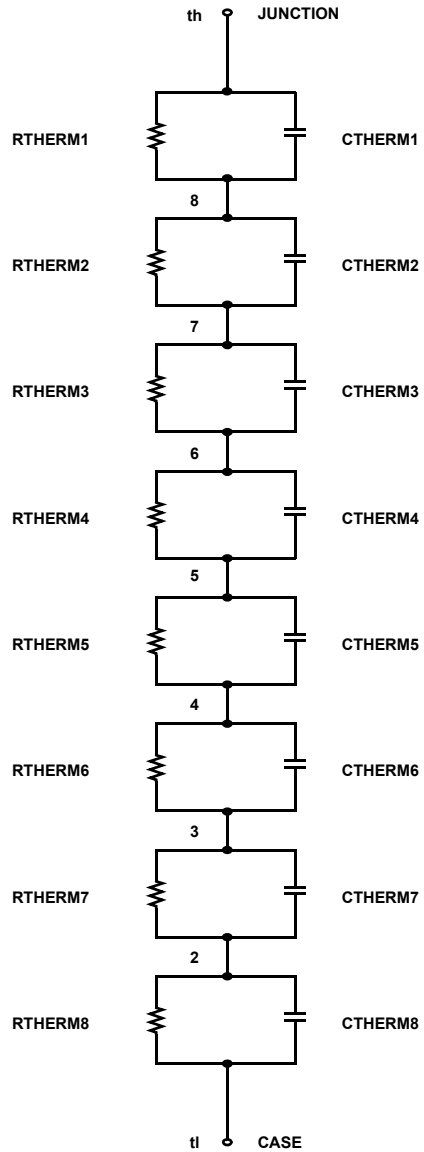 th JUNCTION
RTHERM1 CTHERM1
8
RTHERM2 CTHERM2
7
RTHERM3 CTHERM3
6
RTHERM4 CTHERM4
5
RTHERM5 CTHERM5
4
RTHERM6 CTHERM6
3
RTHERM7 CTHERM7
2
RTHERM8 CTHERM8
tl CASE